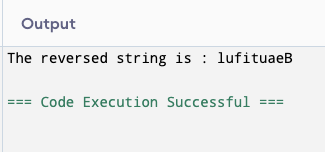 Output
The reversed string is : lufituaeB
=== Code Execution Successful ===